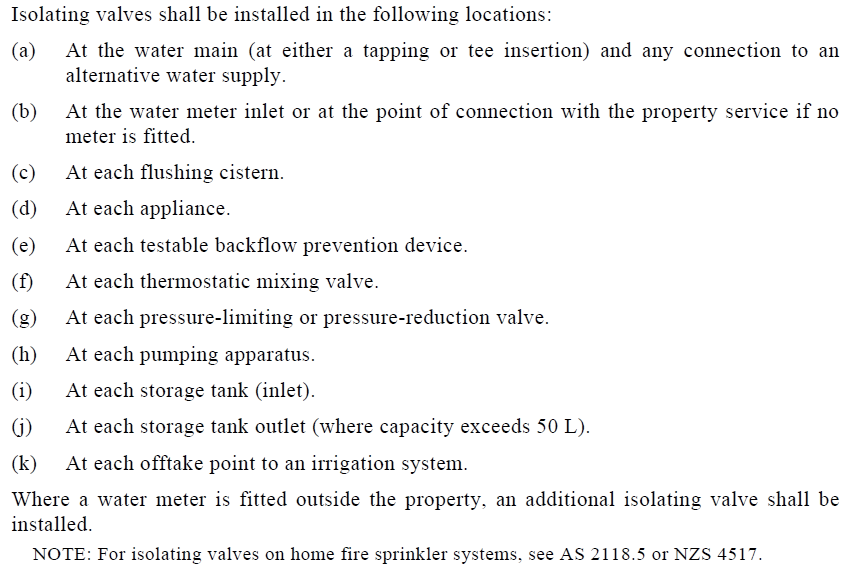 Isolating valves shall be installed in the following locations:
(a) At the water main (at either a tapping or tee insertion) and any connection to an
alternative water supply.
(b) At the water meter inlet or at the point of connection with the property service if no
meter is fitted.
(c) At each flushing cistern.
(d) At each appliance.
(e) At each testable backflow prevention device.
(f) At each thermostatic mixing valve.
(g) At each pressure-limiting or pressure-reduction valve.
(h) At each pumping apparatus.
(i) At each storage tank (inlet).
(j) At each storage tank outlet (where capacity exceeds 50 L).
(k) At each offtake point to an irrigation system.
Where a water meter is fitted outside the property, an additional isolating valve shall be
installed.
NOTE: For isolating valves on home fire sprinkler systems, see AS 2118.5 or NZS 4517.